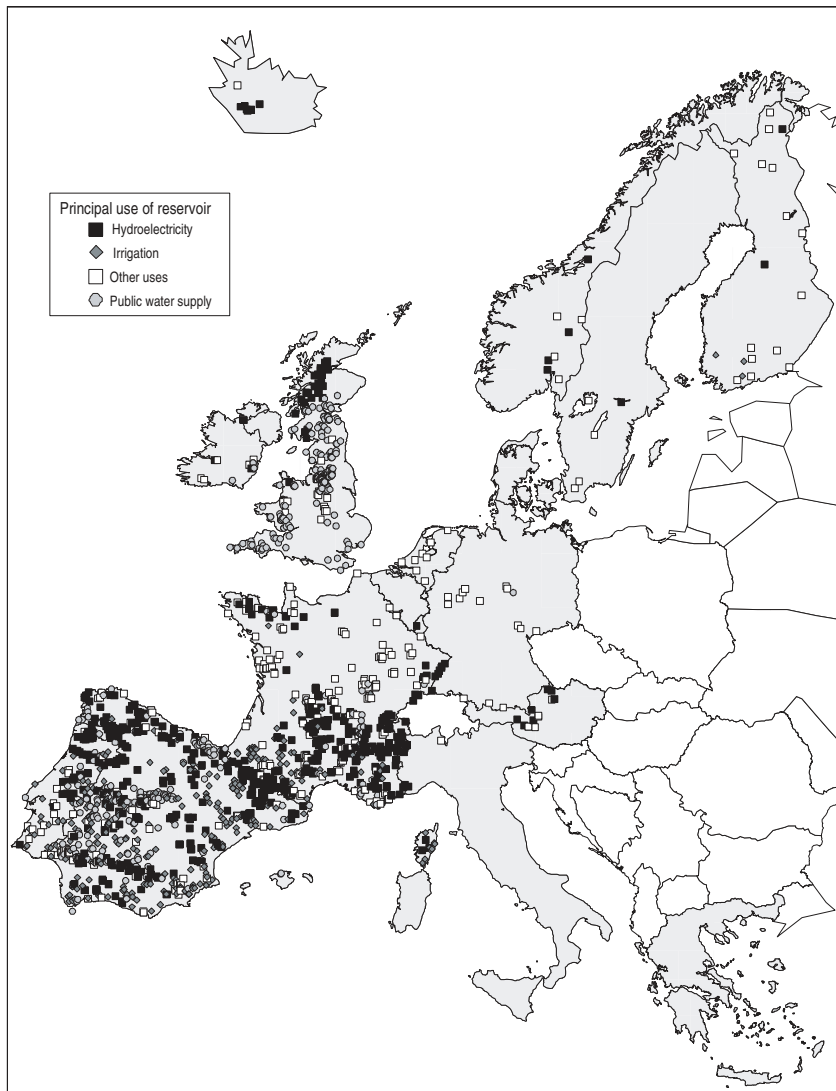 Principal use of reservoir
Hydroelectricity
Irrigation
Other uses
Public water supply